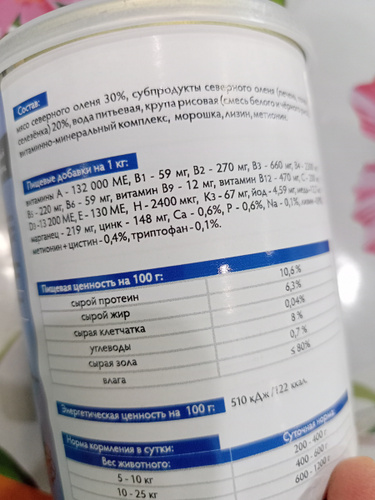 Состав:
мясо северного оленя 30%, субпродукты северного оленя (печень,
селезёнка) 20%, вода питьевая, крупа рисовая (смесь белого и
витаминно-минеральный комплекс, морошка, лизин, метионин.
Пищевые добавки на 1 кг:
витамины А - 132 000 МЕ, В1 - 59 мг, В2 - 270 мг, В3 - 660 мг,
В5 - 220 мг, В6 - 59 мг, витамин В9 - 12 мг, витамин В12 - 470 мг,
D3 - 13 200 МЕ, Е - 130 МЕ, Н - 2400 мкг, К3 - 67 мг, йод - 4,59 мг,
марганец - 219 мг, цинк - 148 мг, Са - 0,6%, Р - 0,6%, Na - 0,1%,
метионин + цистин - 0,4%, триптофан - 0,1%.
Пищевая ценность на 100 г:
сырой протеин 10,6%
сырой жир 6,3%
сырая клетчатка 0,04%
углеводы 8 %
сырая зола 0,7 %
влага ≤ 80%
Энергетическая ценность на 100 г: 510 кДж /122 ккал
Норма кормления в сутки:
Вес животного: Суточная норма:
5 - 10 кг 200 - 400 г
10 - 25 кг 400 - 600 г
600 - 1200 г